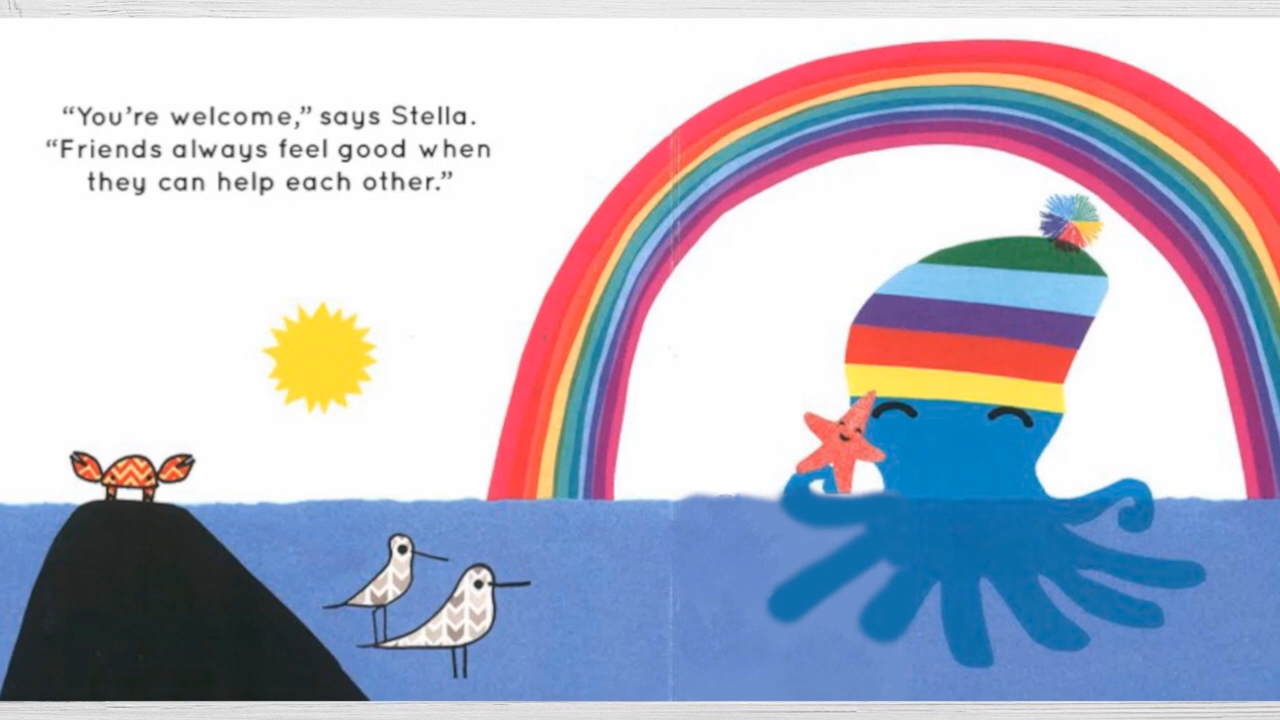 “You’re welcome,” says Stella.
“Friends always feel good when
they can help each other.”